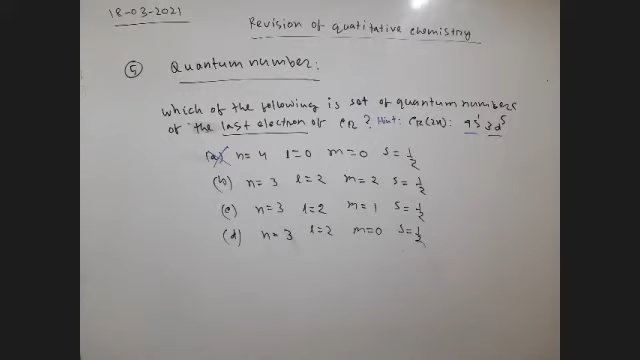 18-03-2021
Revision of quatitative chemistry
(5) Quantum number:
which of the following is set of quantum numbers
of the last electron of Cr? Hint: Cr(24): 4s¹ 3d⁵
(a) n=4 l=0 m=0 s=1/2
(b) n=3 l=2 m=2 s=1/2
(c) n=3 l=2 m=1 s=1/2
(d) n=3 l=2 m=0 s=1/2